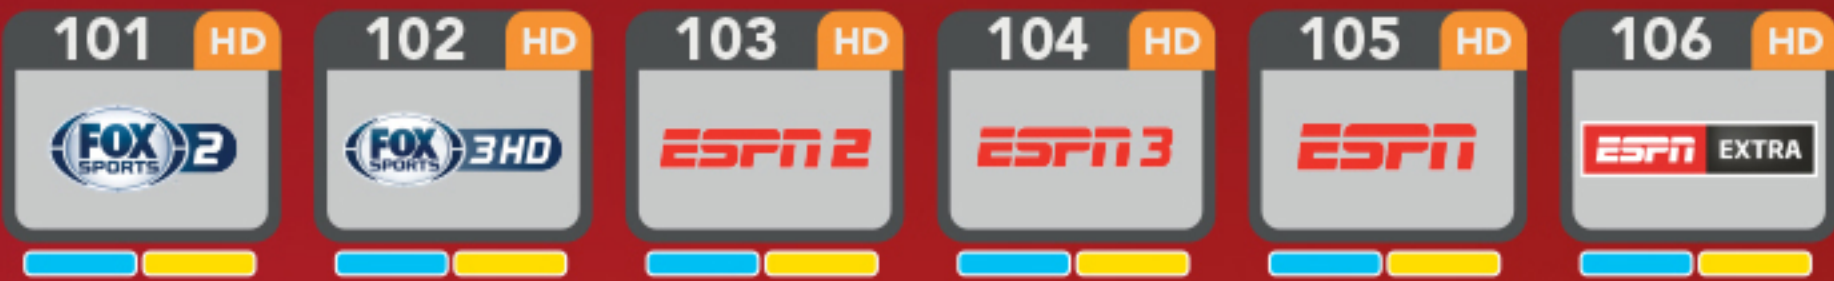 101 HD 102 HD 103 HD 104 HD 105 HD 106 HD
FOX SPORTS 2
FOX SPORTS 3HD
ESPN 2
ESPN 3
ESPN
ESPN EXTRA